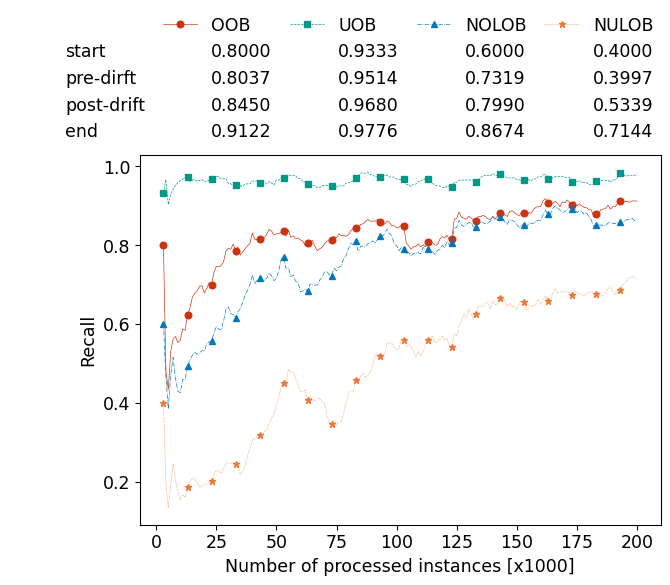 OOB UOB NOLOB NULOB
start 0.8000 0.9333 0.6000 0.4000
pre-dirft 0.8037 0.9514 0.7319 0.3997
post-drift 0.8450 0.9680 0.7990 0.5339
end 0.9122 0.9776 0.8674 0.7144
1.0
0.8
0.6
0.4
0.2
Recall
0 25 50 75 100 125 150 175 200
Number of processed instances [x1000]